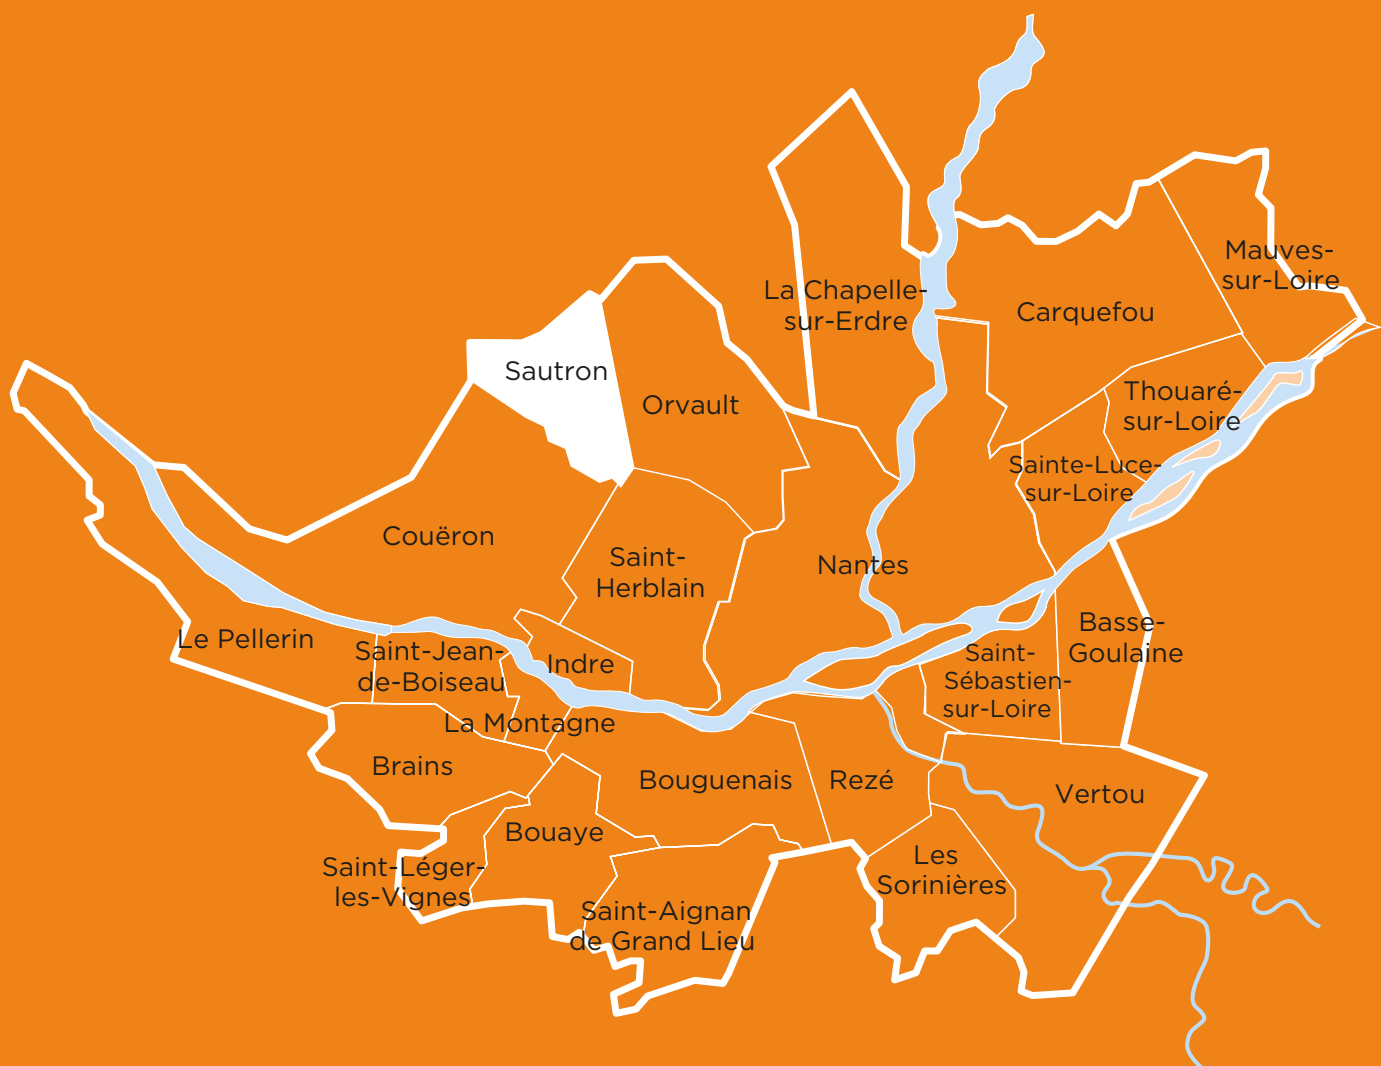 Mauves-
sur-Loire
La Chapelle-
sur-Erdre
Carquefou
Sautron
Orvault
Thouaré-
sur-Loire
Sainte-Luce-
sur-Loire
Couëron
Saint-
Herblain
Nantes
Le Pellerin
Saint-Jean-
de-Boiseau
Indre
Basse-
Goulaine
Saint-
Sébastien-
sur-Loire
La Montagne
Brains
Bouguenais
Rezé
Vertou
Bouaye
Les
Sorinières
Saint-Léger-
les-Vignes
Saint-Aignan
de Grand Lieu